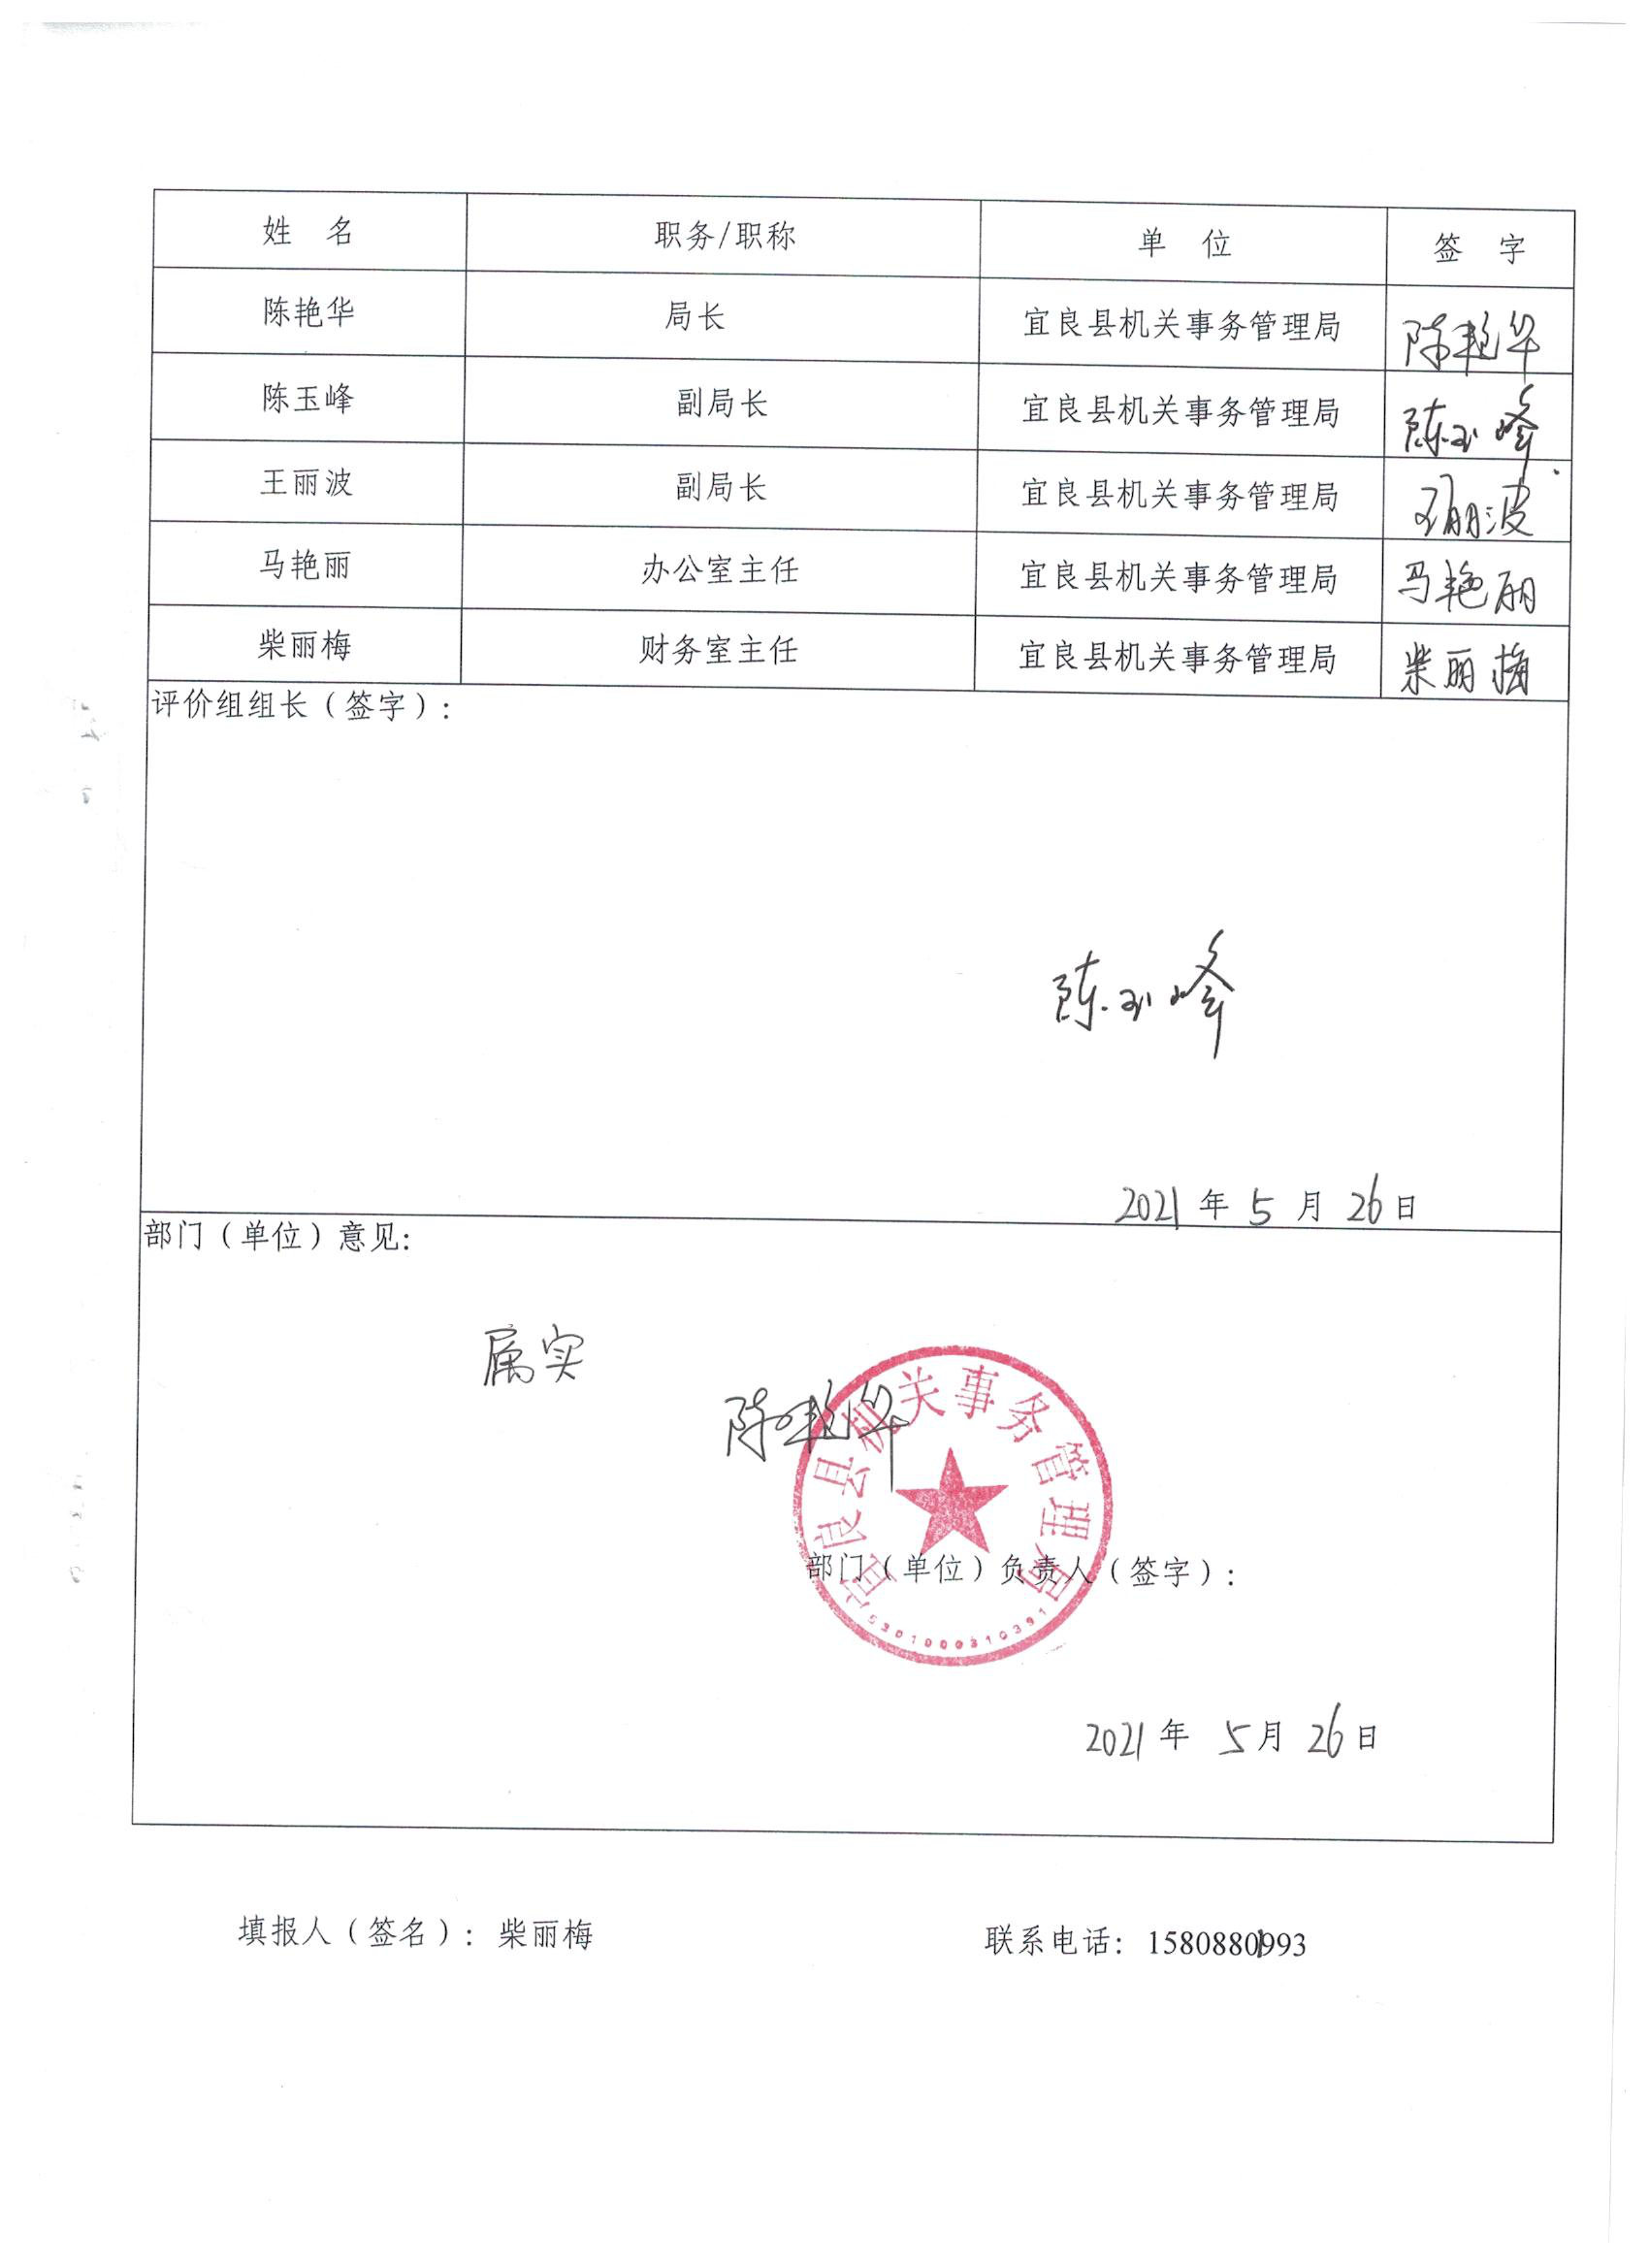 姓 名 职务/职称 单 位 签 字
陈艳华 局长 宜良县机关事务管理局 陈艳华
陈玉峰 副局长 宜良县机关事务管理局 陈玉峰
王丽波 副局长 宜良县机关事务管理局 王丽波
马艳丽 办公室主任 宜良县机关事务管理局 马艳丽
柴丽梅 财务室主任 宜良县机关事务管理局 柴丽梅
评价组组长（签字）：
陈玉峰
2021 年 5 月 26 日
部门（单位）意见：
属实
陈艳华
宜良县机关事务管理局
部门（单位）负责人（签字）：
2021 年 5 月 26 日
填报人（签名）：柴丽梅 联系电话：